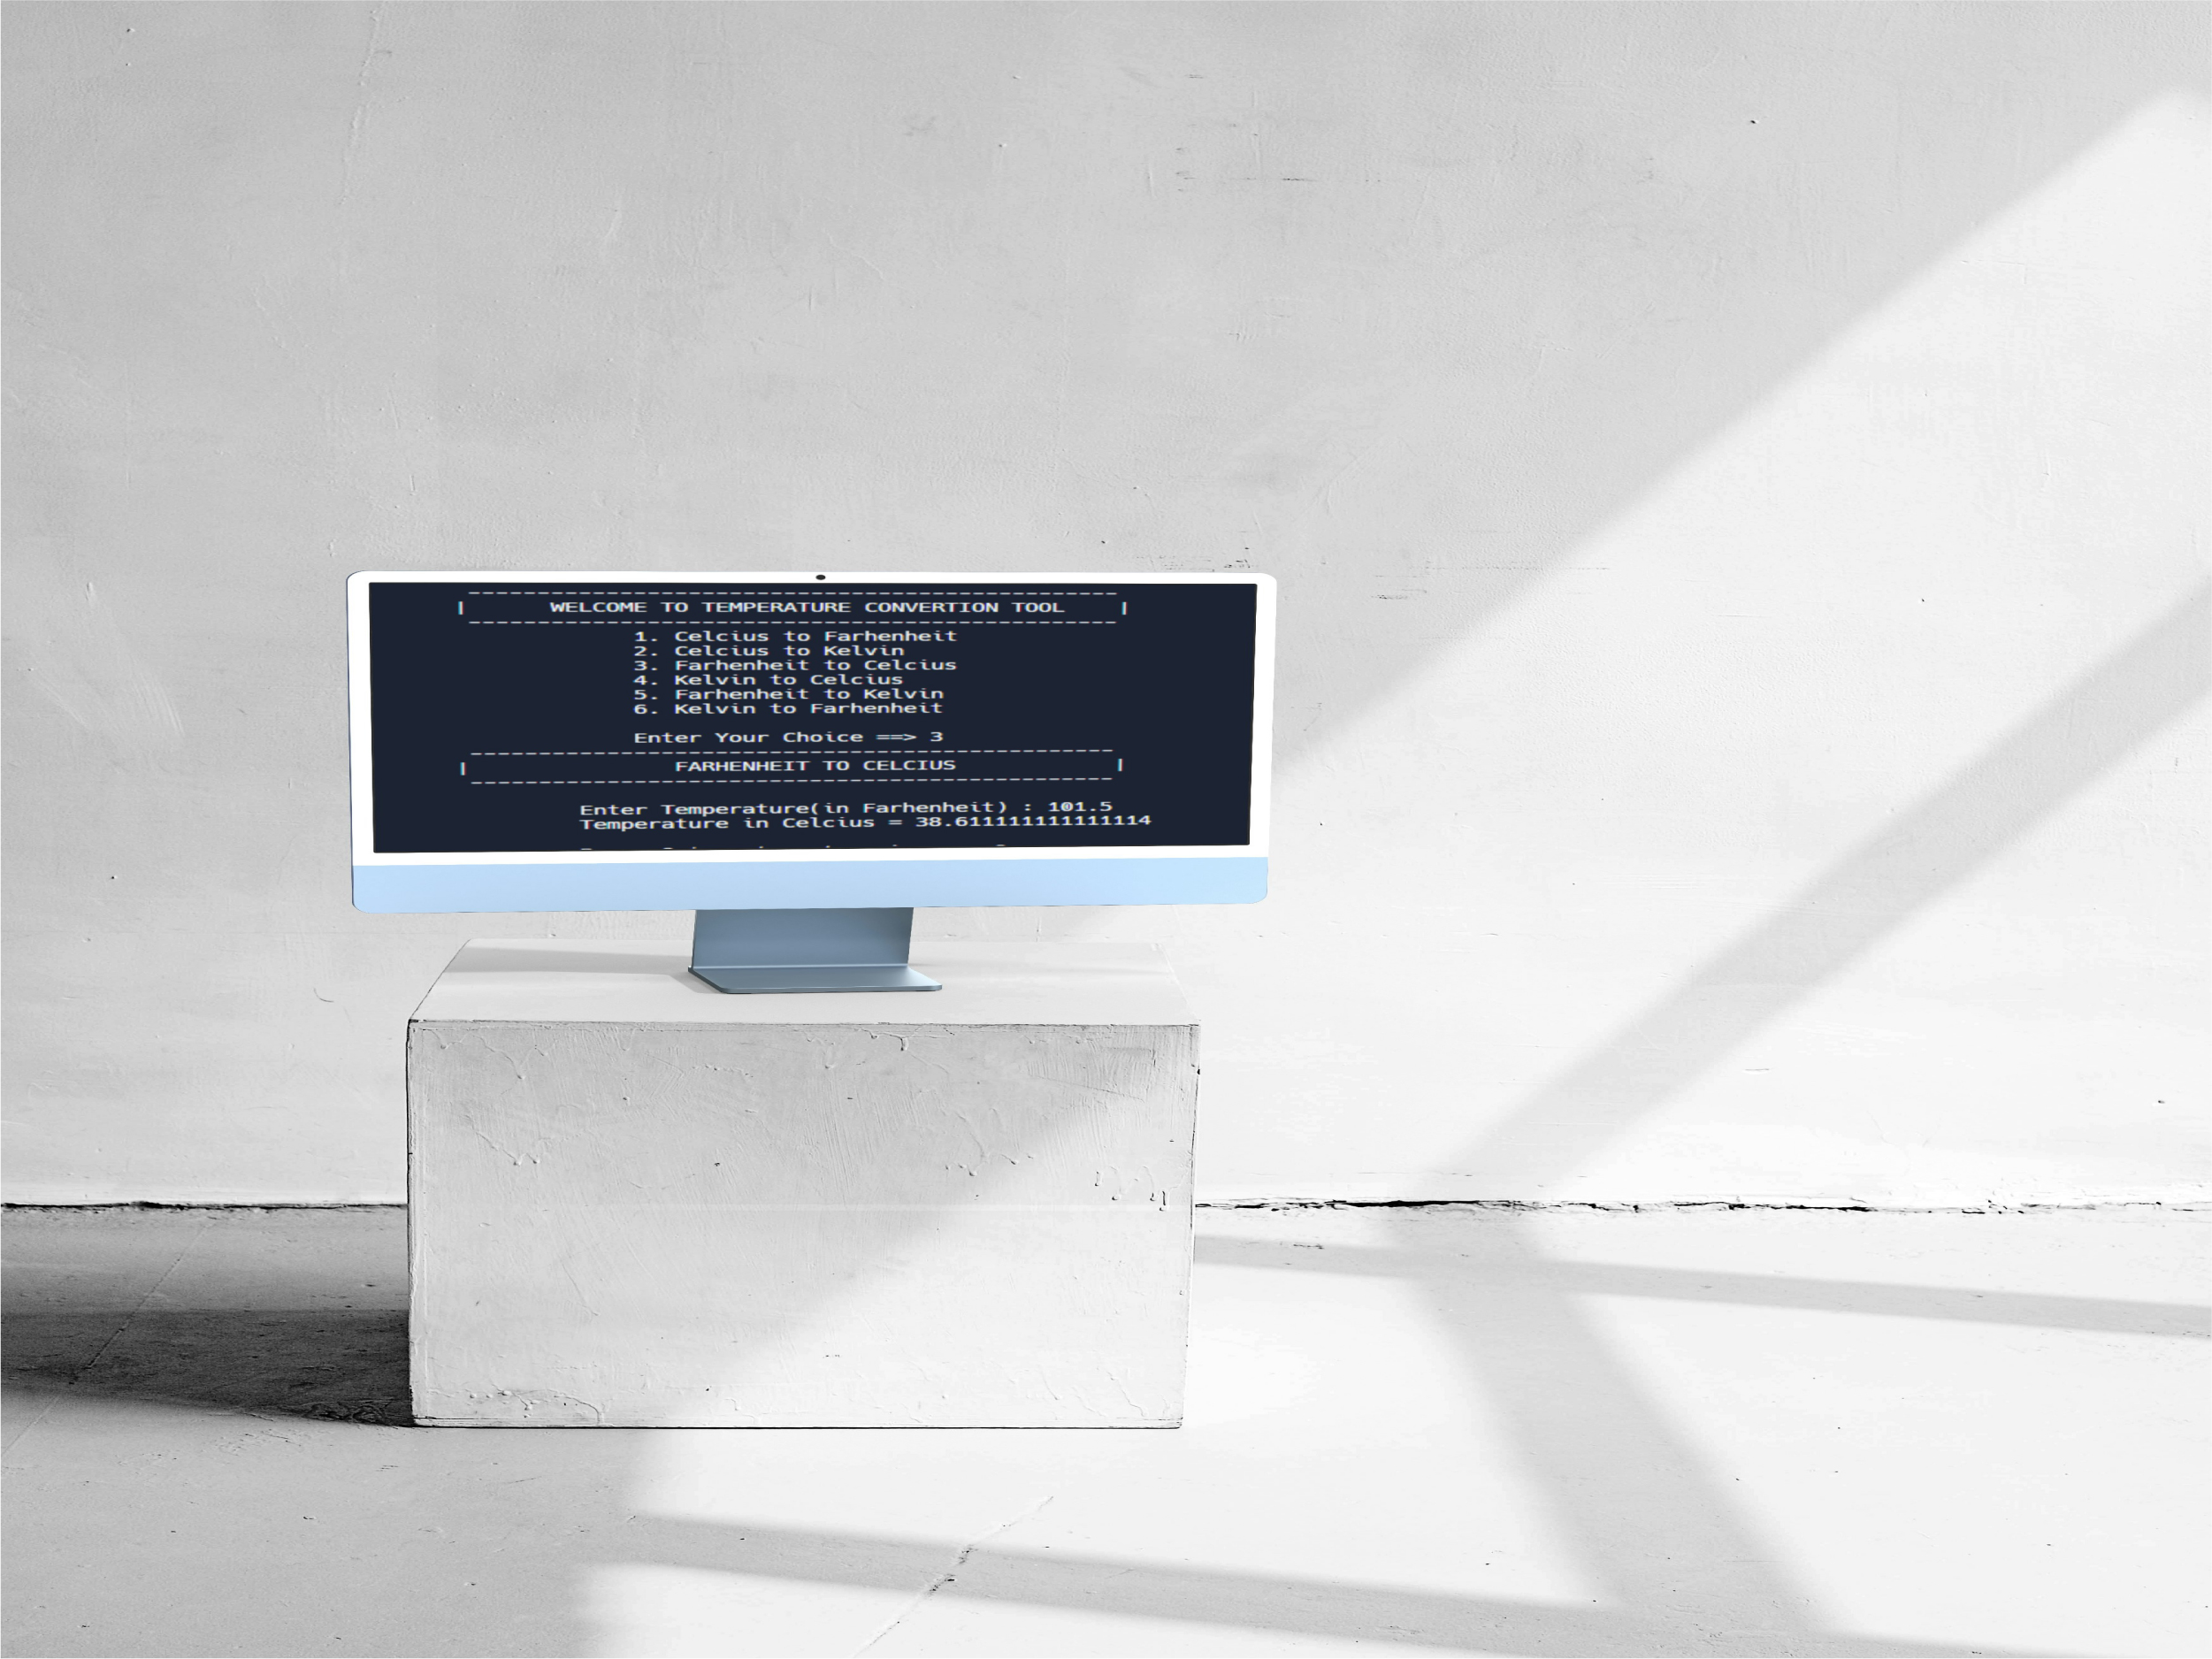 WELCOME TO TEMPERATURE CONVERTION TOOL
1. Celcius to Farhenheit
2. Celcius to Kelvin
3. Farhenheit to Celcius
4. Kelvin to Celcius
5. Farhenheit to Kelvin
6. Kelvin to Farhenheit
Enter Your Choice ==> 3
FARHENHEIT TO CELCIUS
Enter Temperature(in Farhenheit) : 101.5
Temperature in Celcius = 38.611111111111114